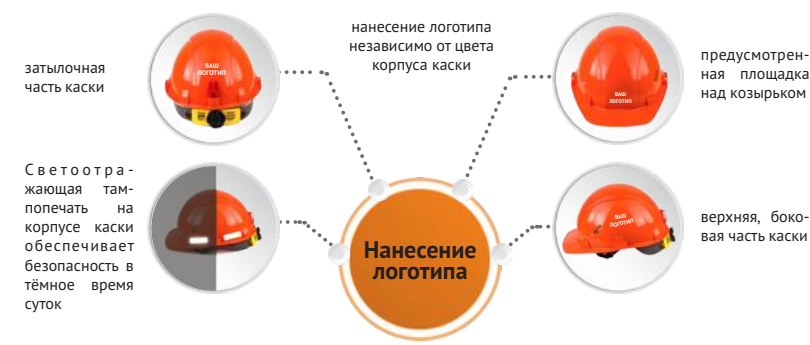 затылочная
часть каски
ВАШ
ЛОГОТИП
нанесение логотипа
независимо от цвета
корпуса каски
ВАШ
ЛОГОТИП
предусмотрен-
ная площадка
над козырьком
Светоотра-
жающая там-
попечать на
корпусе каски
обеспечивает
безопасность в
тёмное время
суток
Нанесение
логотипа
ВАШ
ЛОГОТИП
верхняя, боко-
вая часть каски